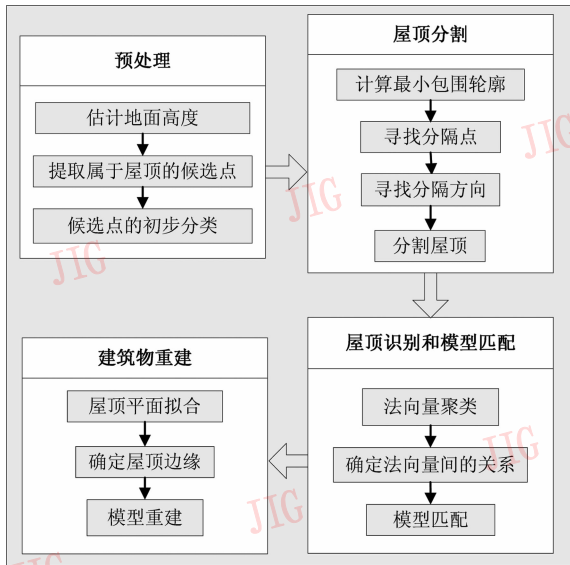 预处理
估计地面高度
提取属于屋顶的候选点
候选点的初步分类
屋顶分割
计算最小包围轮廓
寻找分隔点
寻找分隔方向
分割屋顶
屋顶识别和模型匹配
法向量聚类
确定法向量间的关系
模型匹配
建筑物重建
屋顶平面拟合
确定屋顶边缘
模型重建
JIG
JIG
JIG
JIG
JIG
JIG